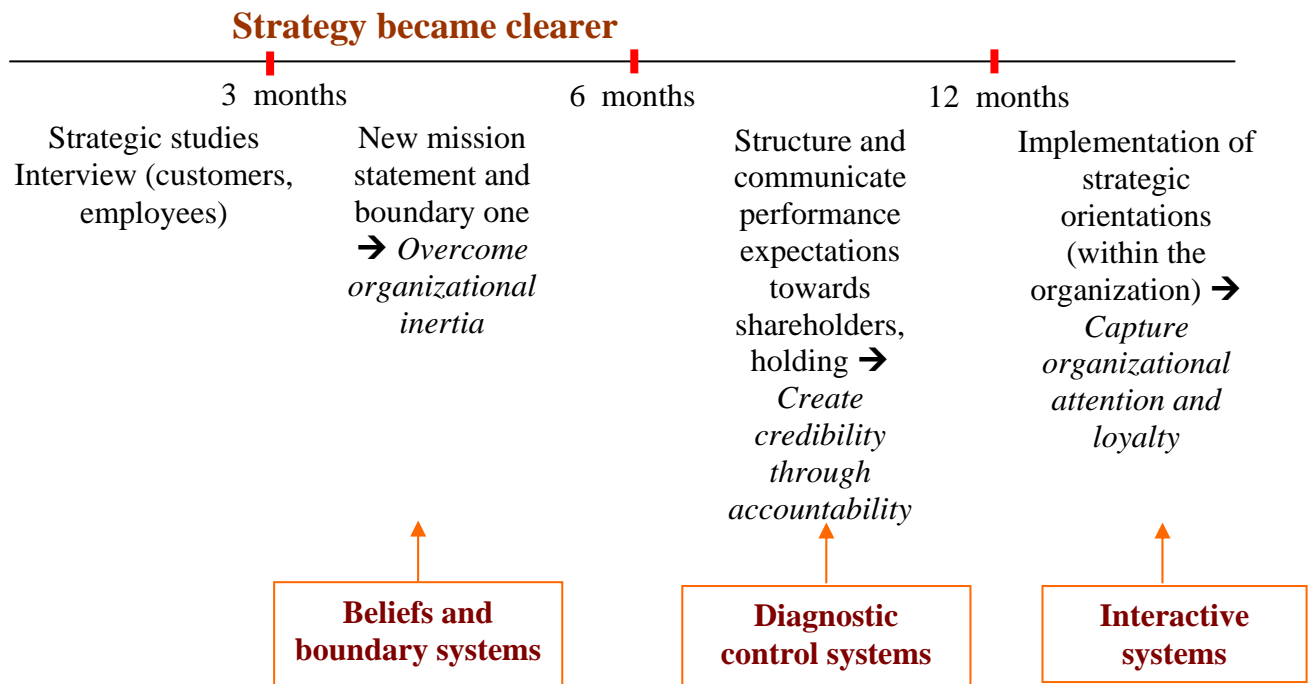 Strategy became clearer
3 months
6 months
12 months
Strategic studies
Interview (customers,
employees)
New mission
statement and
boundary one
➔ Overcome
organizational
inertia
Structure and
communicate
performance
expectations
towards
shareholders,
holding ➔
Create
credibility
through
accountability
Implementation of
strategic
orientations
(within the
organization) ➔
Capture
organizational
attention and
loyalty
Beliefs and
boundary systems
Diagnostic
control systems
Interactive
systems